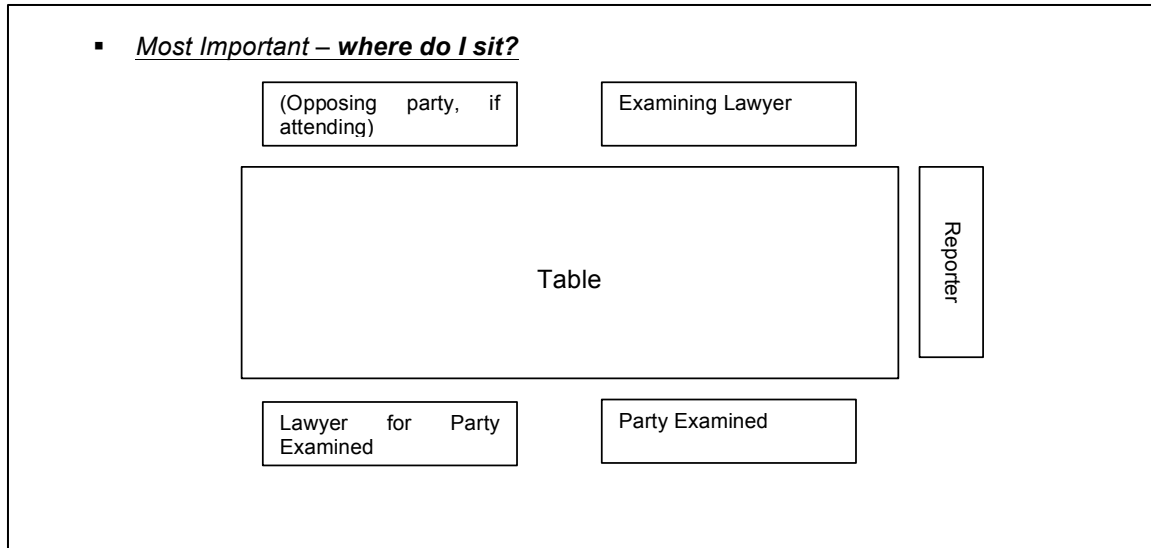 ▪ Most Important – where do I sit?
(Opposing party, if
attending)
Examining Lawyer
Table
Reporter
Lawyer for Party
Examined
Party Examined